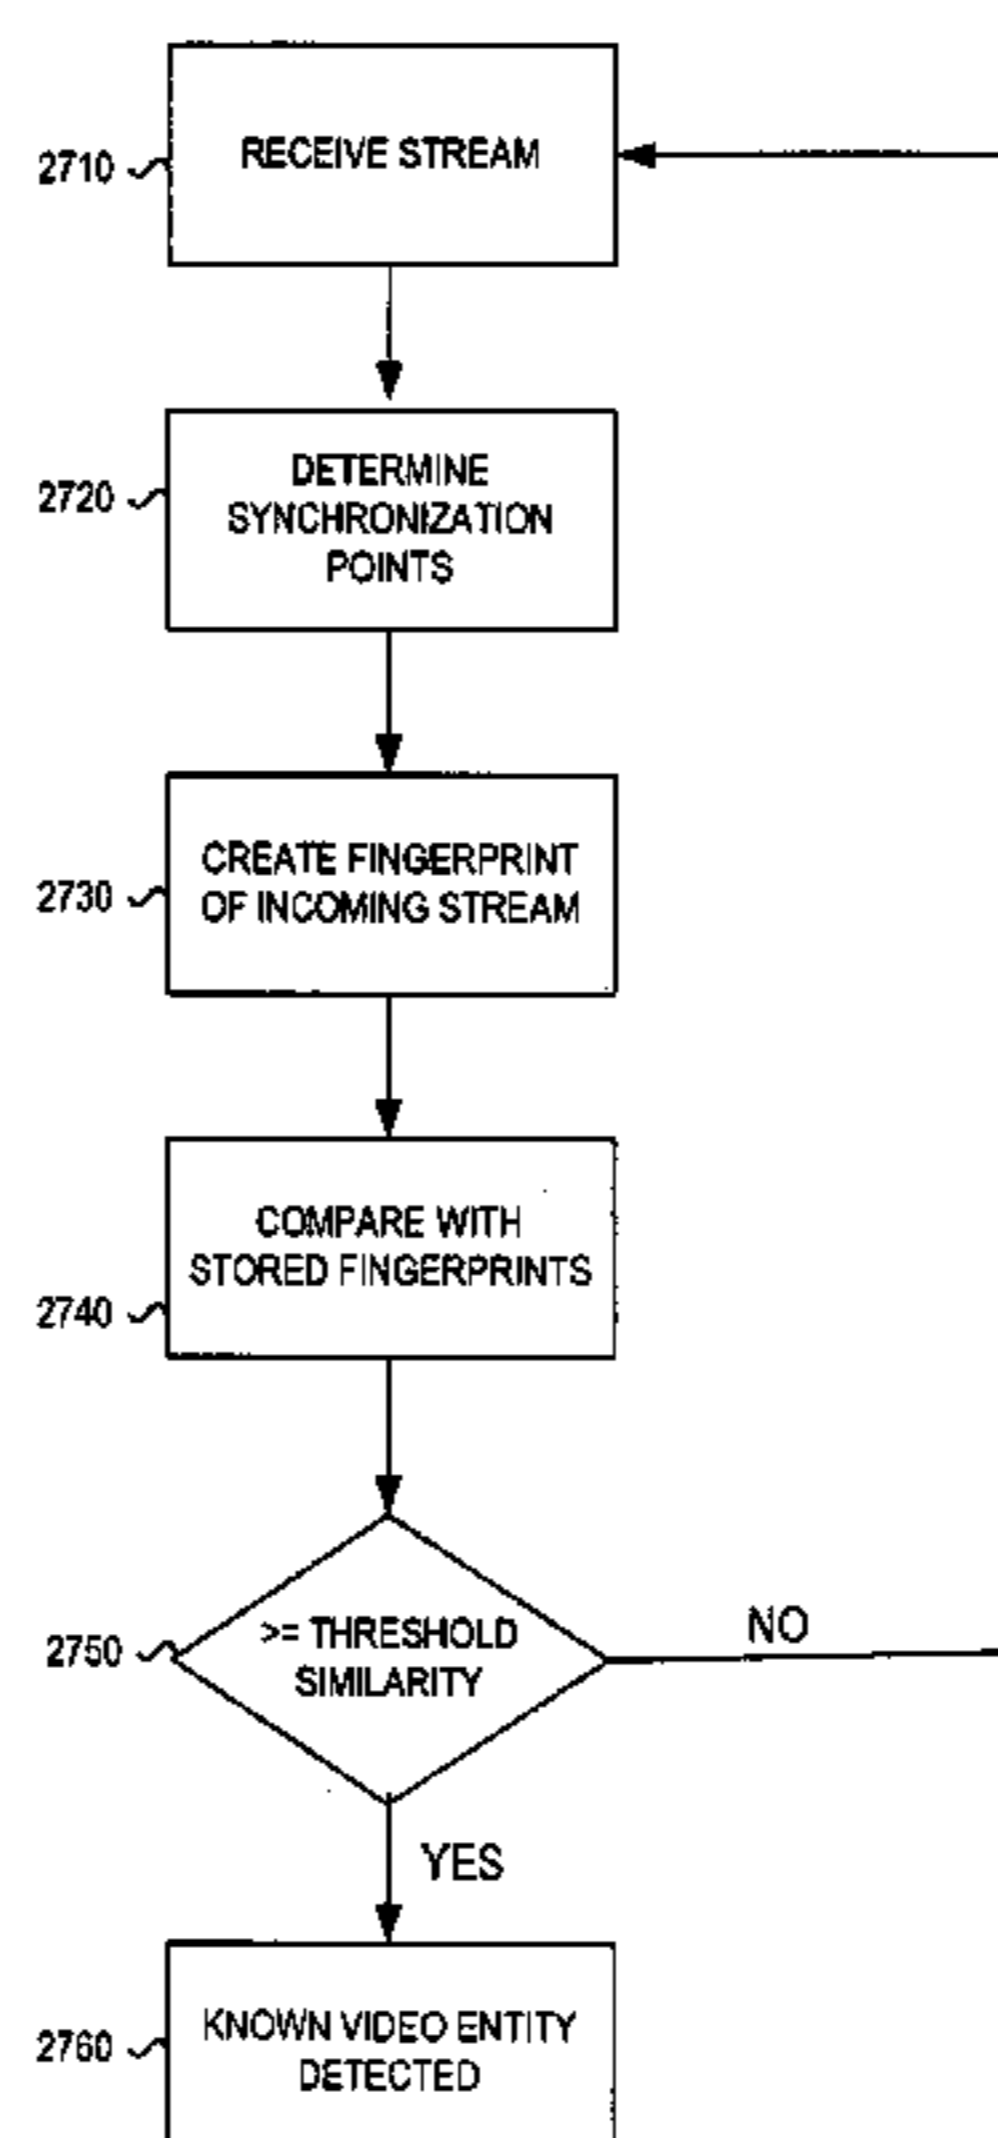 2710
RECEIVE STREAM
2720
DETERMINE
SYNCHRONIZATION
POINTS
2730
CREATE FINGERPRINT
OF INCOMING STREAM
2740
COMPARE WITH
STORED FINGERPRINTS
2750
>= THRESHOLD
SIMILARITY
NO
YES
2760
KNOWN VIDEO ENTITY
DETECTED